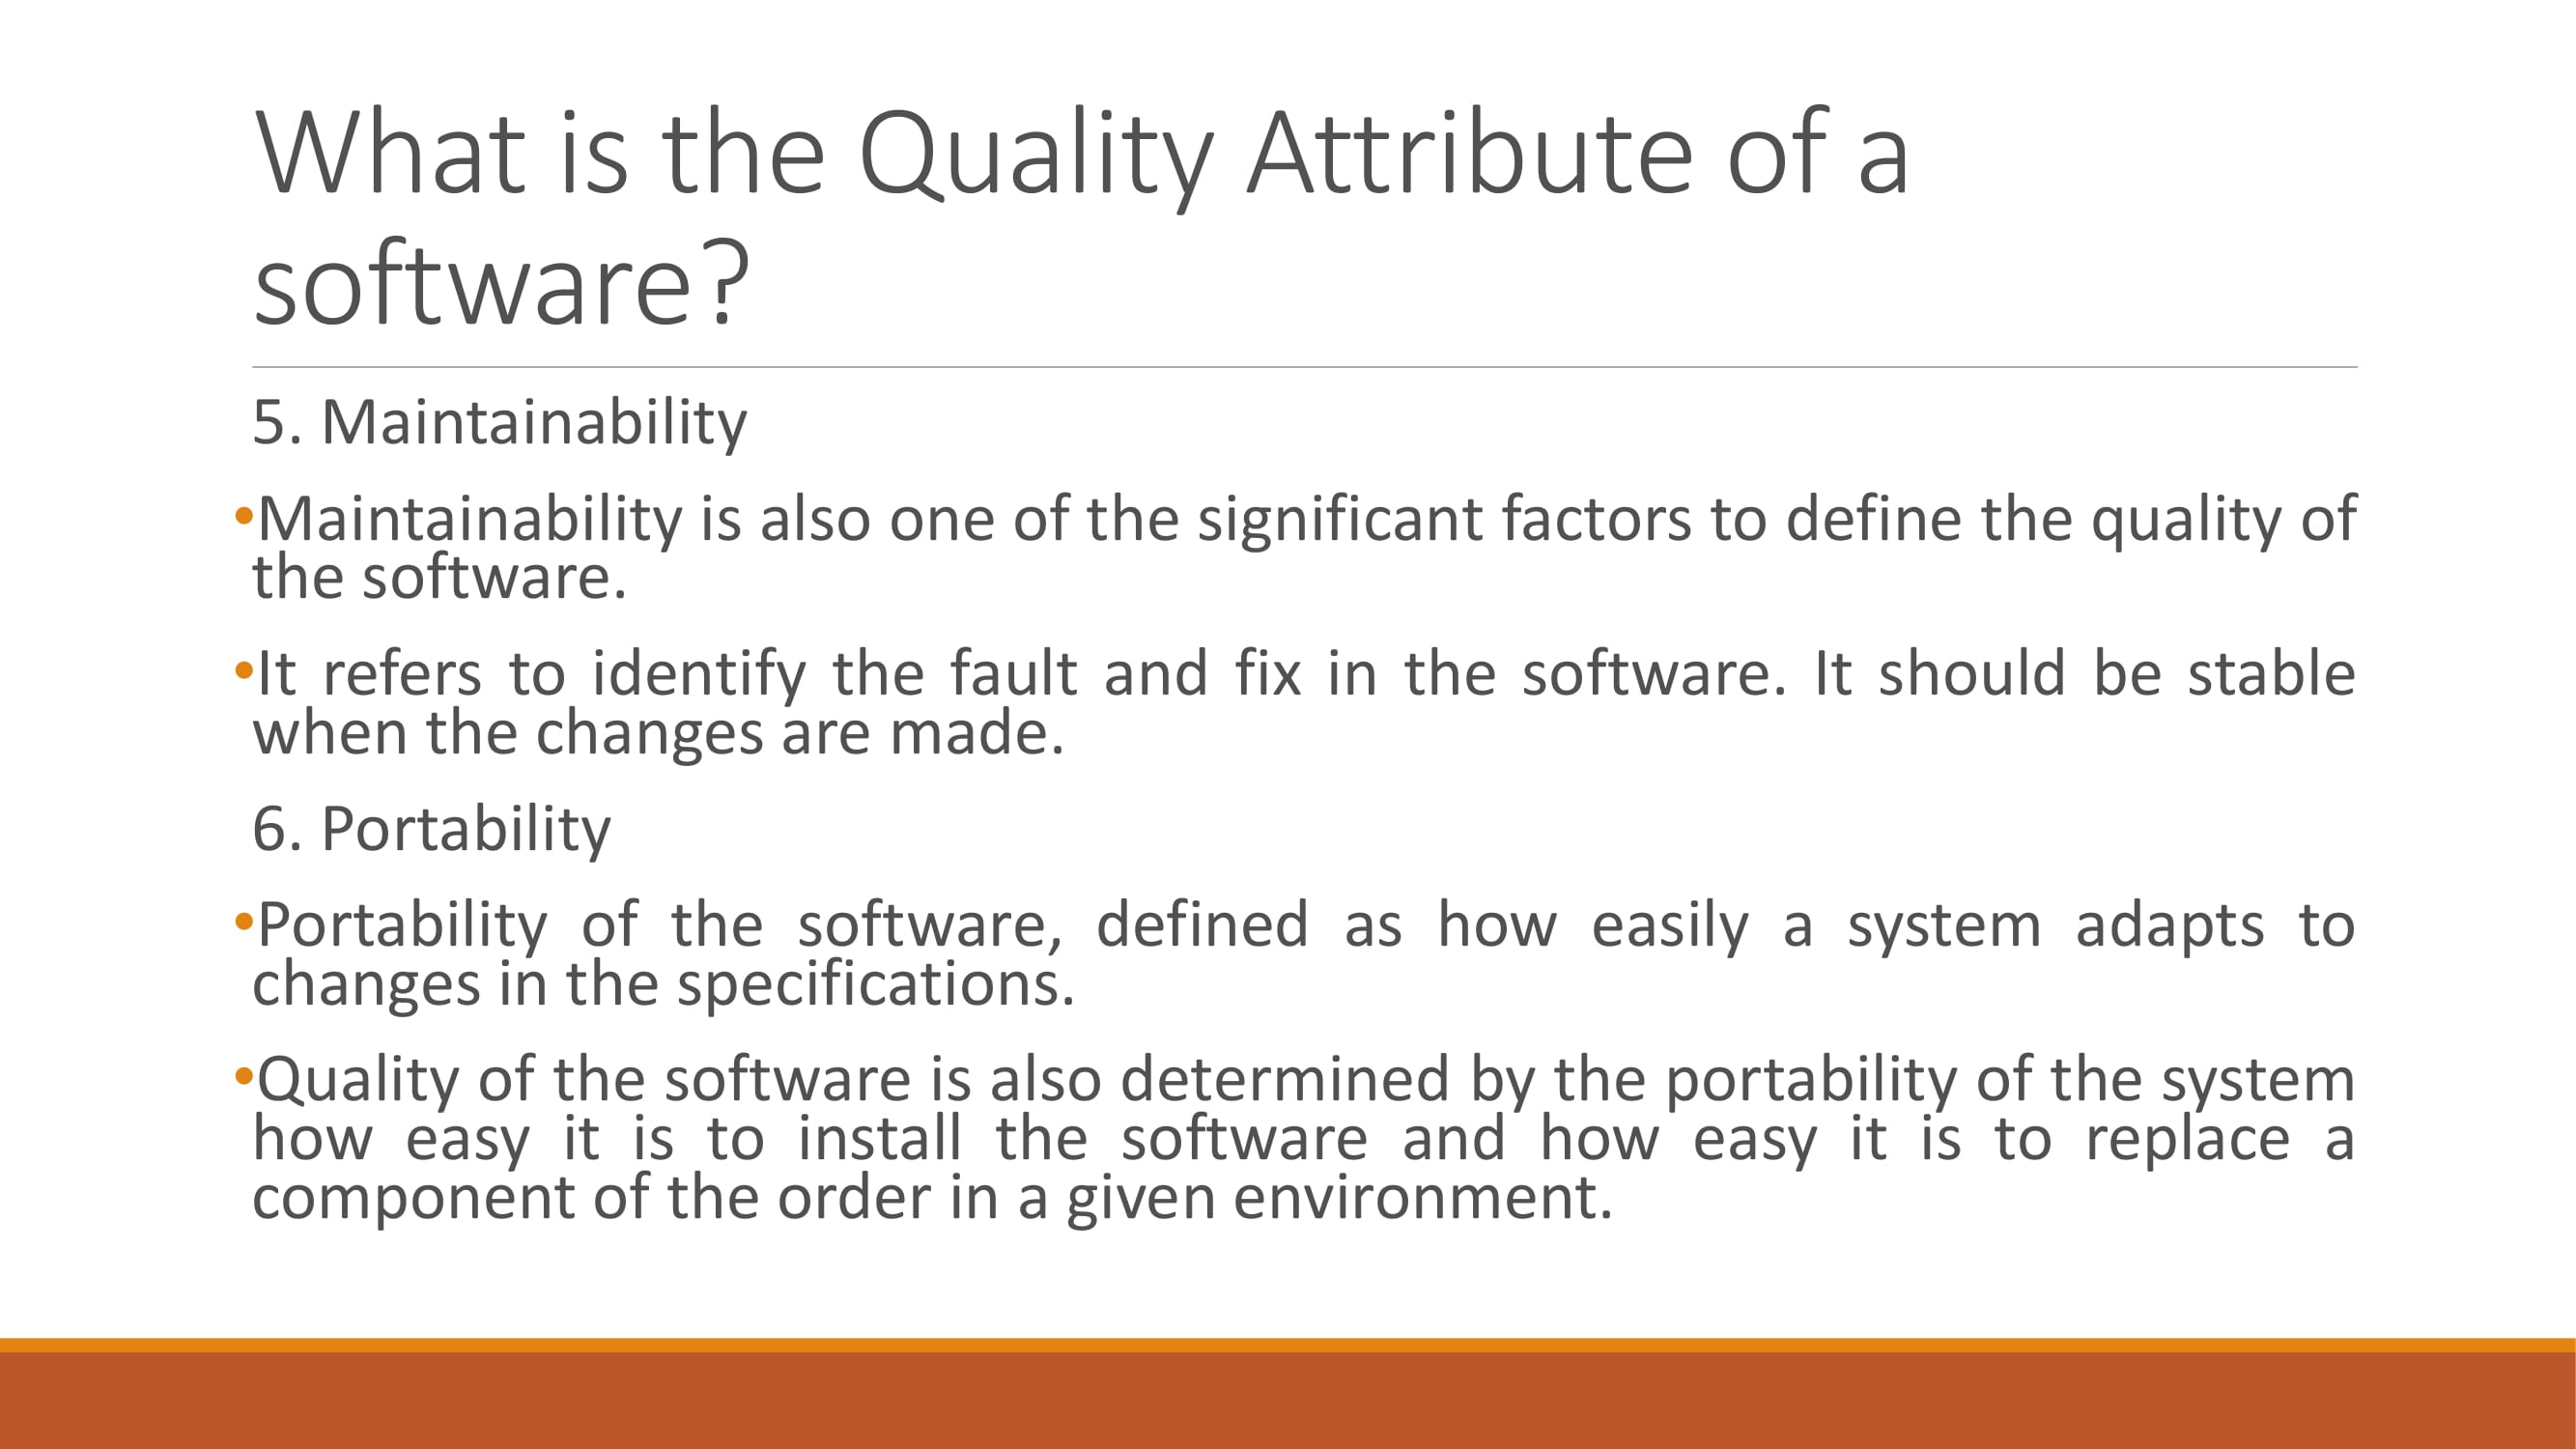 What is the Quality Attribute of a
software?
5. Maintainability
•Maintainability is also one of the significant factors to define the quality of
the software.
•It refers to identify the fault and fix in the software. It should be stable
when the changes are made.
6. Portability
•Portability of the software, defined as how easily a system adapts to
changes in the specifications.
•Quality of the software is also determined by the portability of the system
how easy it is to install the software and how easy it is to replace a
component of the order in a given environment.